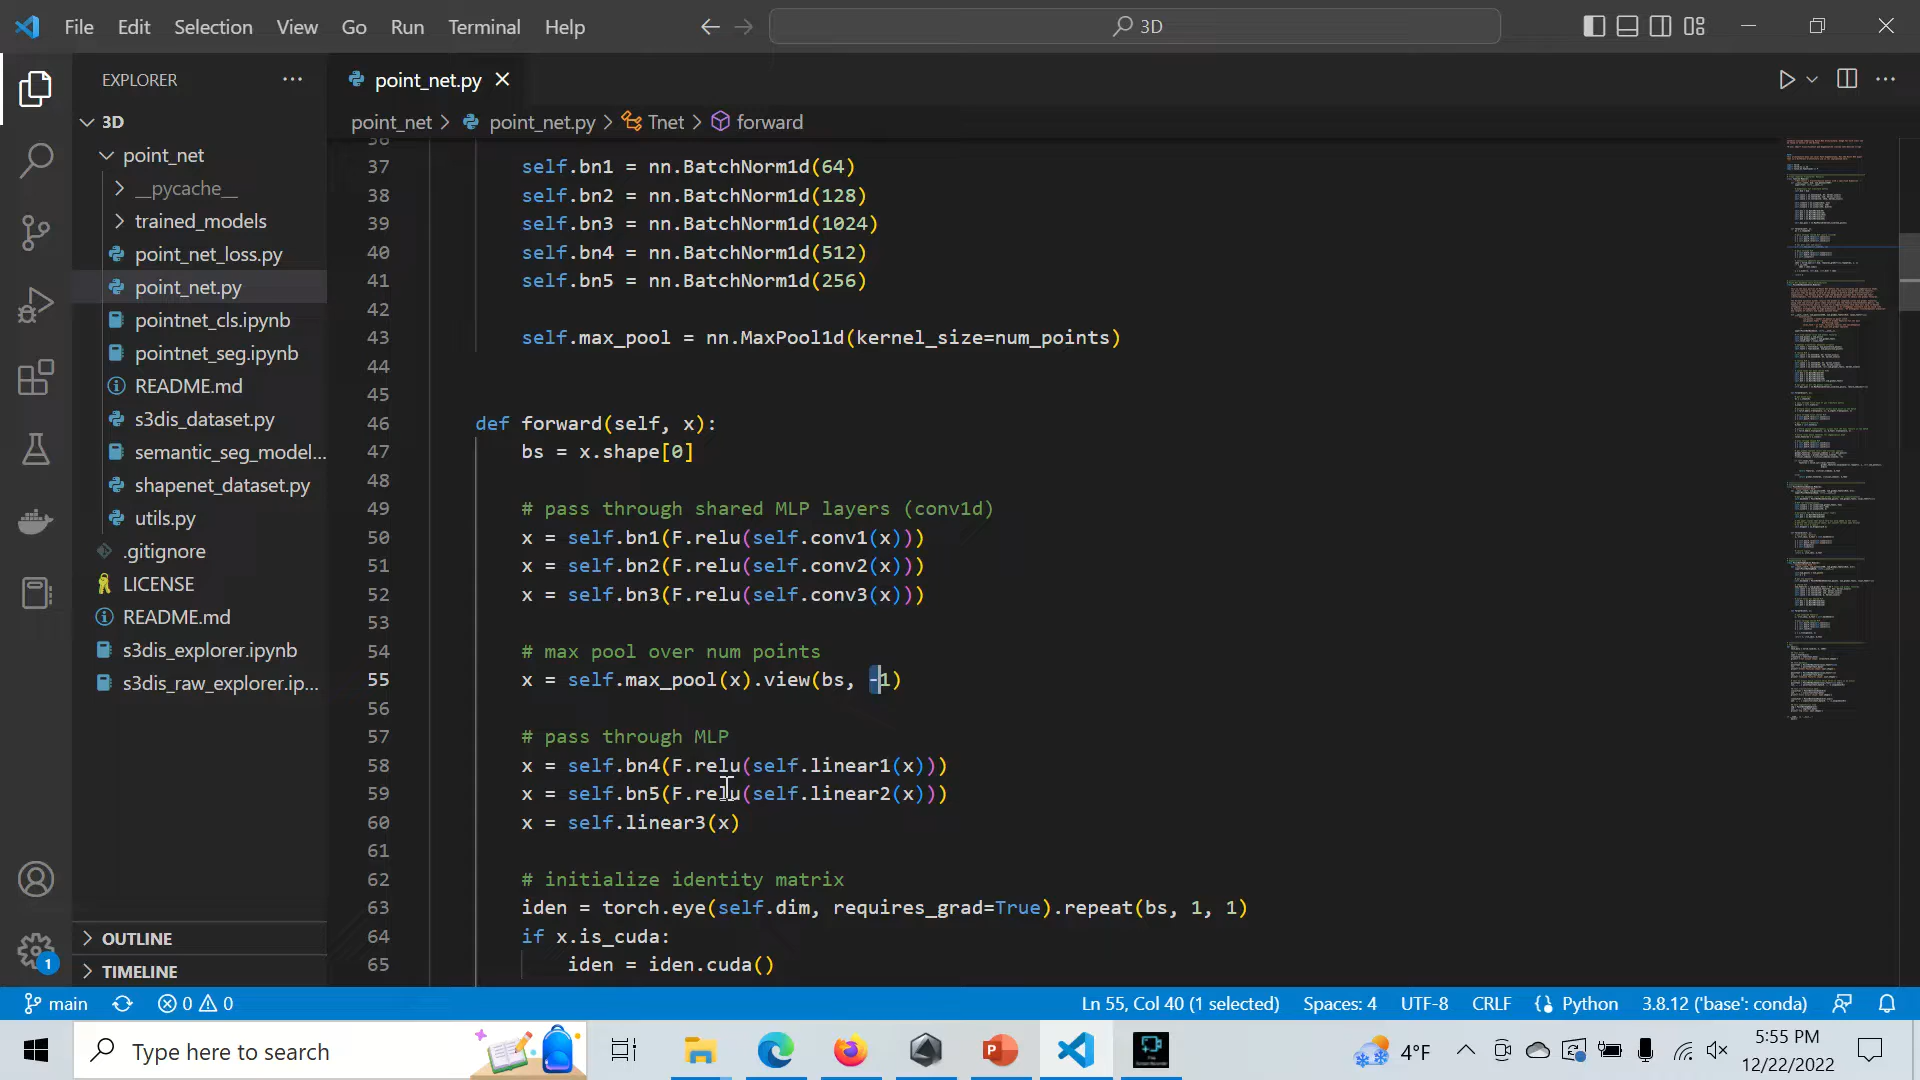 File Edit Selection View Go Run Terminal Help
3D
EXPLORER
point_net.py
3D
point_net > point_net.py > Tnet > forward
point_net
__pycache__
trained_models
point_net_loss.py
point_net.py
pointnet_cls.ipynb
pointnet_seg.ipynb
README.md
s3dis_dataset.py
semantic_seg_model...
shapenet_dataset.py
utils.py
.gitignore
LICENSE
README.md
s3dis_explorer.ipynb
s3dis_raw_explorer.ip...
OUTLINE
TIMELINE
36
37 self.bn1 = nn.BatchNorm1d(64)
38 self.bn2 = nn.BatchNorm1d(128)
39 self.bn3 = nn.BatchNorm1d(1024)
40 self.bn4 = nn.BatchNorm1d(512)
41 self.bn5 = nn.BatchNorm1d(256)
42
43 self.max_pool = nn.MaxPool1d(kernel_size=num_points)
44
45
46 def forward(self, x):
47 bs = x.shape[0]
48
49 # pass through shared MLP layers (conv1d)
50 x = self.bn1(F.relu(self.conv1(x)))
51 x = self.bn2(F.relu(self.conv2(x)))
52 x = self.bn3(F.relu(self.conv3(x)))
53
54 # max pool over num points
55 x = self.max_pool(x).view(bs, -1)
56
57 # pass through MLP
58 x = self.bn4(F.relu(self.linear1(x)))
59 x = self.bn5(F.relu(self.linear2(x)))
60 x = self.linear3(x)
61
62 # initialize identity matrix
63 iden = torch.eye(self.dim, requires_grad=True).repeat(bs, 1, 1)
64 if x.is_cuda:
65 iden = iden.cuda()
1
main 0 0 Ln 55, Col 40 (1 selected) Spaces: 4 UTF-8 CRLF Python 3.8.12 ('base': conda)
Type here to search
4°F
5:55 PM
12/22/2022